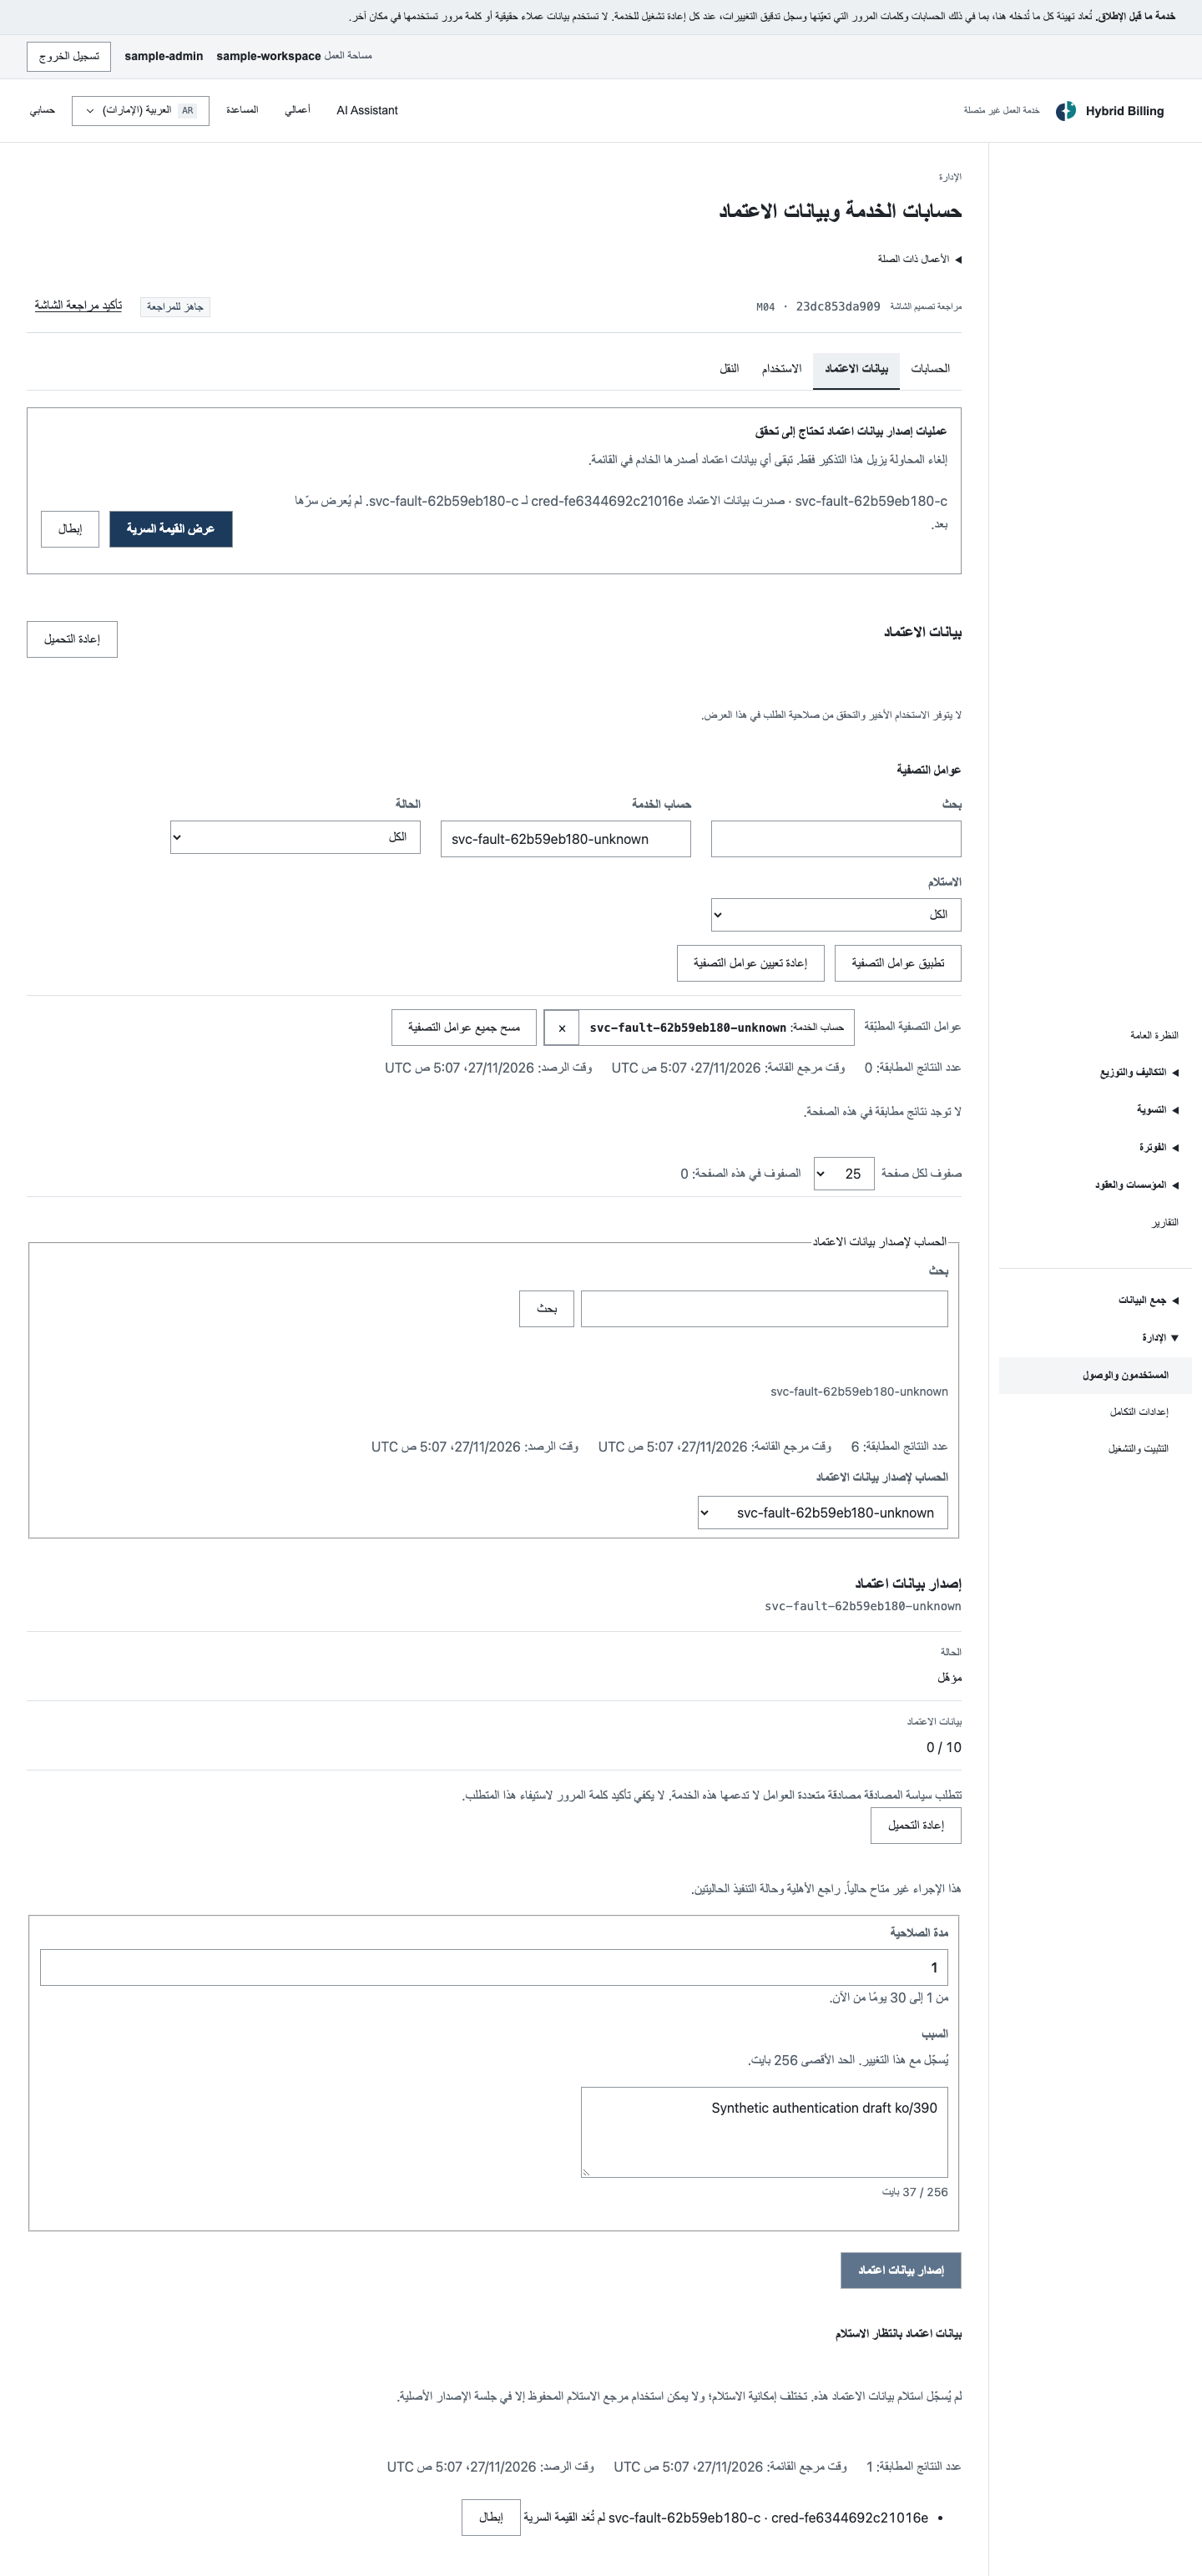 خدمة ما قبل الإطلاق. تُعاد تهيئة كل ما تُدخله هنا، بما في ذلك الحسابات وكلمات المرور التي تعيّنها وسجل تدقيق التغييرات، عند كل إعادة تشغيل للخدمة. لا تستخدم بيانات عملاء حقيقية أو كلمة مرور تستخدمها في مكان آخر.
مساحة العمل sample-workspace sample-admin تسجيل الخروج
Hybrid Billing خدمة العمل غير متصلة AI Assistant أعمالي المساعدة AR العربية (الإمارات) حسابي
الإدارة
حسابات الخدمة وبيانات الاعتماد
الأعمال ذات الصلة
مراجعة تصميم الشاشة M04 · 23dc853da909 جاهز للمراجعة تأكيد مراجعة الشاشة
الحسابات بيانات الاعتماد الاستخدام النقل
عمليات إصدار بيانات اعتماد تحتاج إلى تحقق
إلغاء المحاولة يزيل هذا التذكير فقط. تبقى أي بيانات اعتماد أصدرها الخادم في القائمة.
svc-fault-62b59eb180-c · صدرت بيانات الاعتماد cred-fe6344692c21016e لـ svc-fault-62b59eb180-c. لم يُعرض سرّها
بعد.
عرض القيمة السرية إبطال
بيانات الاعتماد إعادة التحميل
لا يتوفر الاستخدام الأخير والتحقق من صلاحية الطلب في هذا العرض.
عوامل التصفية
بحث حساب الخدمة الحالة
svc-fault-62b59eb180-unknown الكل
الاستلام
الكل
تطبيق عوامل التصفية إعادة تعيين عوامل التصفية
عوامل التصفية المطبّقة حساب الخدمة: svc-fault-62b59eb180-unknown × مسح جميع عوامل التصفية
عدد النتائج المطابقة: 0 وقت مرجع القائمة: 27/11/2026، 5:07 ص UTC وقت الرصد: 27/11/2026، 5:07 ص UTC
لا توجد نتائج مطابقة في هذه الصفحة.
صفوف لكل صفحة 25 الصفوف في هذه الصفحة: 0
النظرة العامة
التكاليف والتوزيع
التسوية
الفوترة
المؤسسات والعقود
التقارير
جمع البيانات
الإدارة
المستخدمون والوصول
إعدادات التكامل
التثبيت والتشغيل
الحساب لإصدار بيانات الاعتماد
بحث
بحث
svc-fault-62b59eb180-unknown
عدد النتائج المطابقة: 6 وقت مرجع القائمة: 27/11/2026، 5:07 ص UTC وقت الرصد: 27/11/2026، 5:07 ص UTC
الحساب لإصدار بيانات الاعتماد
svc-fault-62b59eb180-unknown
إصدار بيانات اعتماد
svc-fault-62b59eb180-unknown
الحالة
مؤهّل
بيانات الاعتماد
0 / 10
تتطلب سياسة المصادقة مصادقة متعددة العوامل لا تدعمها هذه الخدمة. لا يكفي تأكيد كلمة المرور لاستيفاء هذا المتطلب.
إعادة التحميل
هذا الإجراء غير متاح حالياً. راجع الأهلية وحالة التنفيذ الحاليتين.
مدة الصلاحية
1
من 1 إلى 30 يومًا من الآن.
السبب
يُسجّل مع هذا التغيير. الحد الأقصى 256 بايت.
Synthetic authentication draft ko/390
256 / 37 بايت
إصدار بيانات اعتماد
بيانات اعتماد بانتظار الاستلام
لم يُسجّل استلام بيانات الاعتماد هذه. تختلف إمكانية الاستلام؛ ولا يمكن استخدام مرجع الاستلام المحفوظ إلا في جلسة الإصدار الأصلية.
عدد النتائج المطابقة: 1 وقت مرجع القائمة: 27/11/2026، 5:07 ص UTC وقت الرصد: 27/11/2026، 5:07 ص UTC
• svc-fault-62b59eb180-c · cred-fe6344692c21016e لم تُعَد القيمة السرية إبطال